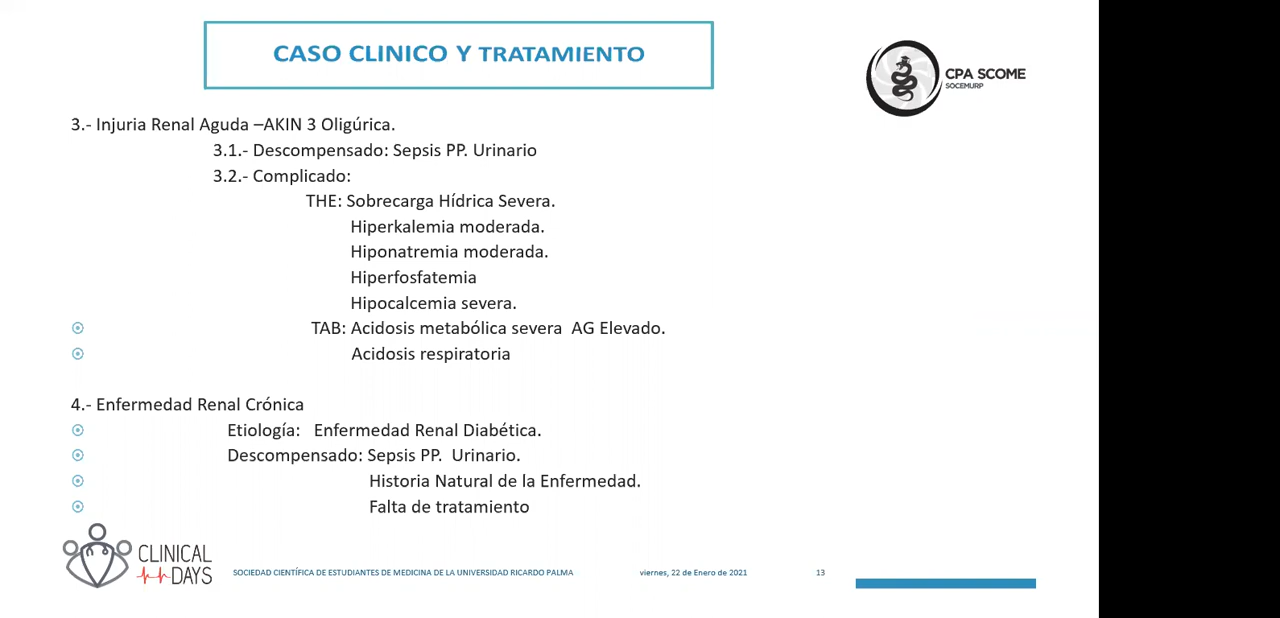 CASO CLINICO Y TRATAMIENTO
CPA SCOME
SOCEMURP
3.- Injuria Renal Aguda –AKIN 3 Oligúrica.
3.1.- Descompensado: Sepsis PP. Urinario
3.2.- Complicado:
THE: Sobrecarga Hídrica Severa.
Hiperkalemia moderada.
Hiponatremia moderada.
Hiperfosfatemia
Hipocalcemia severa.
TAB: Acidosis metabólica severa AG Elevado.
Acidosis respiratoria
4.- Enfermedad Renal Crónica
Etiología: Enfermedad Renal Diabética.
Descompensado: Sepsis PP. Urinario.
Historia Natural de la Enfermedad.
Falta de tratamiento
CLINICAL
DAYS
SOCIEDAD CIENTÍFICA DE ESTUDIANTES DE MEDICINA DE LA UNIVERSIDAD RICARDO PALMA viernes, 22 de Enero de 2021 13